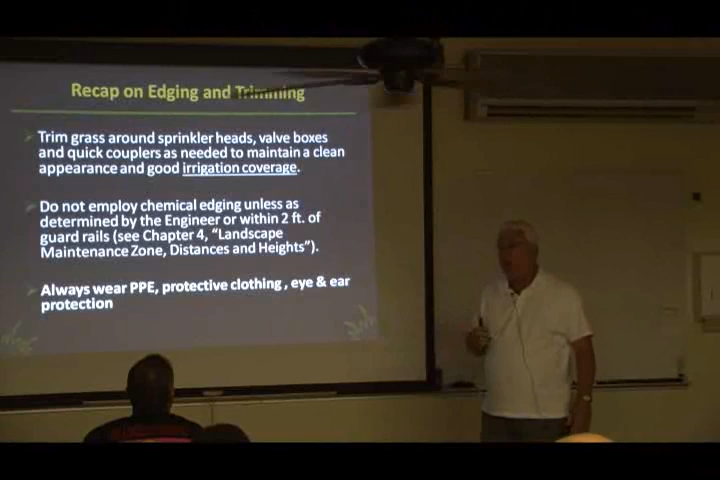 Recap on Edging and Trimming
Trim grass around sprinkler heads, valve boxes
and quick couplers as needed to maintain a clean
appearance and good irrigation coverage.
Do not employ chemical edging unless as
determined by the Engineer or within 2 ft. of
guard rails (see Chapter 4, “Landscape
Maintenance Zone, Distances and Heights”).
Always wear PPE, protective clothing , eye & ear
protection